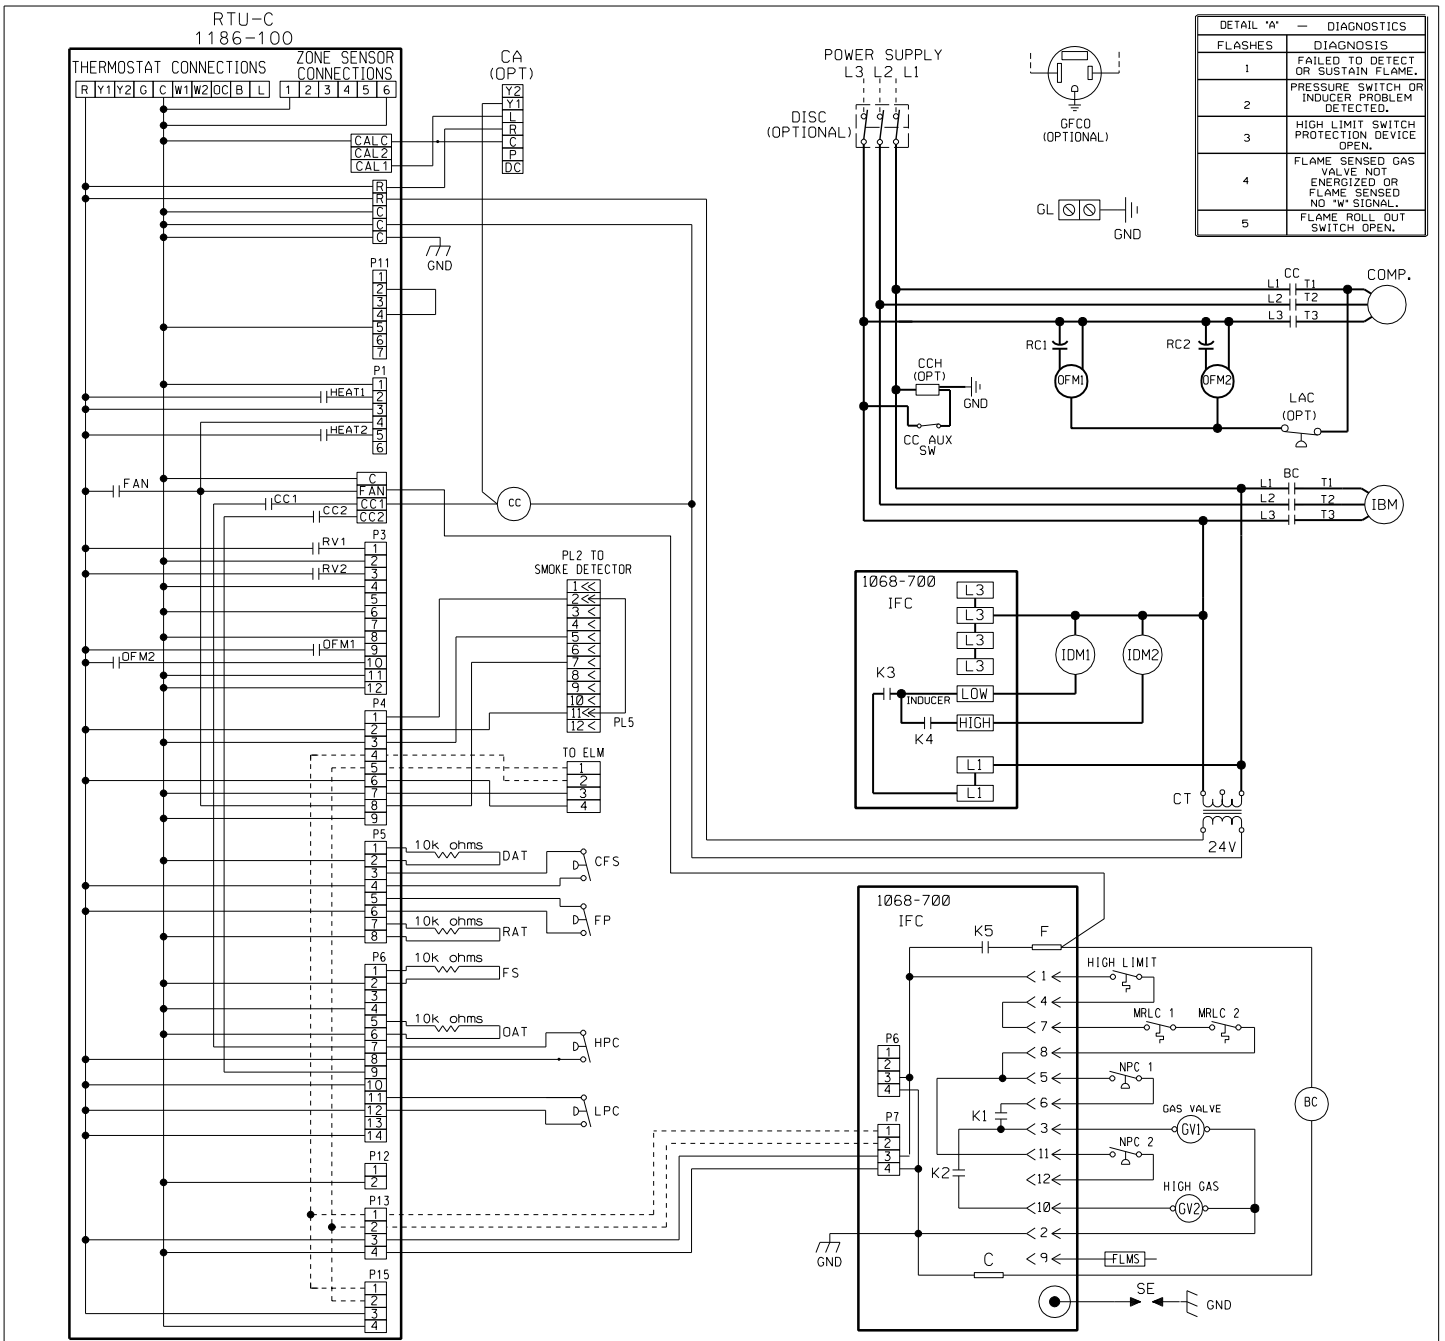 RTU-C
1186-100
THERMOSTAT CONNECTIONS
ZONE SENSOR
CONNECTIONS
R Y1 Y2 G C W1 W2 OC B L
1 2 3 4 5 6
CALC
CAL2
CAL1
R
R
C
C
C
GND
CA
(OPT)
Y2
Y1
L
R
C
P
DC
P11
1
2
3
4
5
6
7
P1
1
2
3
4
5
6
HEAT1
HEAT2
C
FAN
CC1
CC2
FAN
CC1
CC2
CC
P3
1
2
3
4
5
6
7
8
9
10
11
12
RV1
RV2
OFM1
OFM2
P4
1
2
3
4
5
6
7
8
9
PL2 TO
SMOKE DETECTOR
1
2
3
4
5
6
7
8
9
10
11
12
PL5
TO ELM
1
2
3
4
P5
1
2
3
4
5
6
7
8
10k ohms
DAT
CFS
FP
10k ohms
RAT
P6
1
2
3
4
5
6
7
8
9
10
11
12
13
14
10k ohms
FS
10k ohms
OAT
HPC
LPC
P12
1
2
P13
1
2
3
4
P15
1
2
3
4
POWER SUPPLY
L3 L2 L1
DISC
(OPTIONAL)
GFCO
(OPTIONAL)
GL
GND
DETAIL "A" — DIAGNOSTICS
FLASHES DIAGNOSIS
1 FAILED TO DETECT
OR SUSTAIN FLAME.
2 PRESSURE SWITCH OR
INDUCER PROBLEM
DETECTED.
3 HIGH LIMIT SWITCH
PROTECTION DEVICE
OPEN.
4 FLAME SENSED GAS
VALVE NOT
ENERGIZED OR
FLAME SENSED
NO "W" SIGNAL.
5 FLAME ROLL OUT
SWITCH OPEN.
CC
L1 T1
L2 T2
L3 T3
COMP.
RC1
OFM1
RC2
OFM2
CCH
(OPT)
GND
CC AUX
SW
LAC
(OPT)
BC
L1 T1
L2 T2
L3 T3
IBM
1068-700
IFC
L3
L3
L3
L3
IDM1
IDM2
K3
INDUCER
LOW
K4
HIGH
L1
L1
CT
24V
1068-700
IFC
K5
F
HIGH LIMIT
1
4
7
8
5
6
3
11
12
10
2
9
MRLC 1
MRLC 2
NPC 1
K1
GAS VALVE
GV1
NPC 2
K2
HIGH GAS
GV2
P6
1
2
3
4
P7
1
2
3
4
BC
GND
C
FLMS
SE
GND